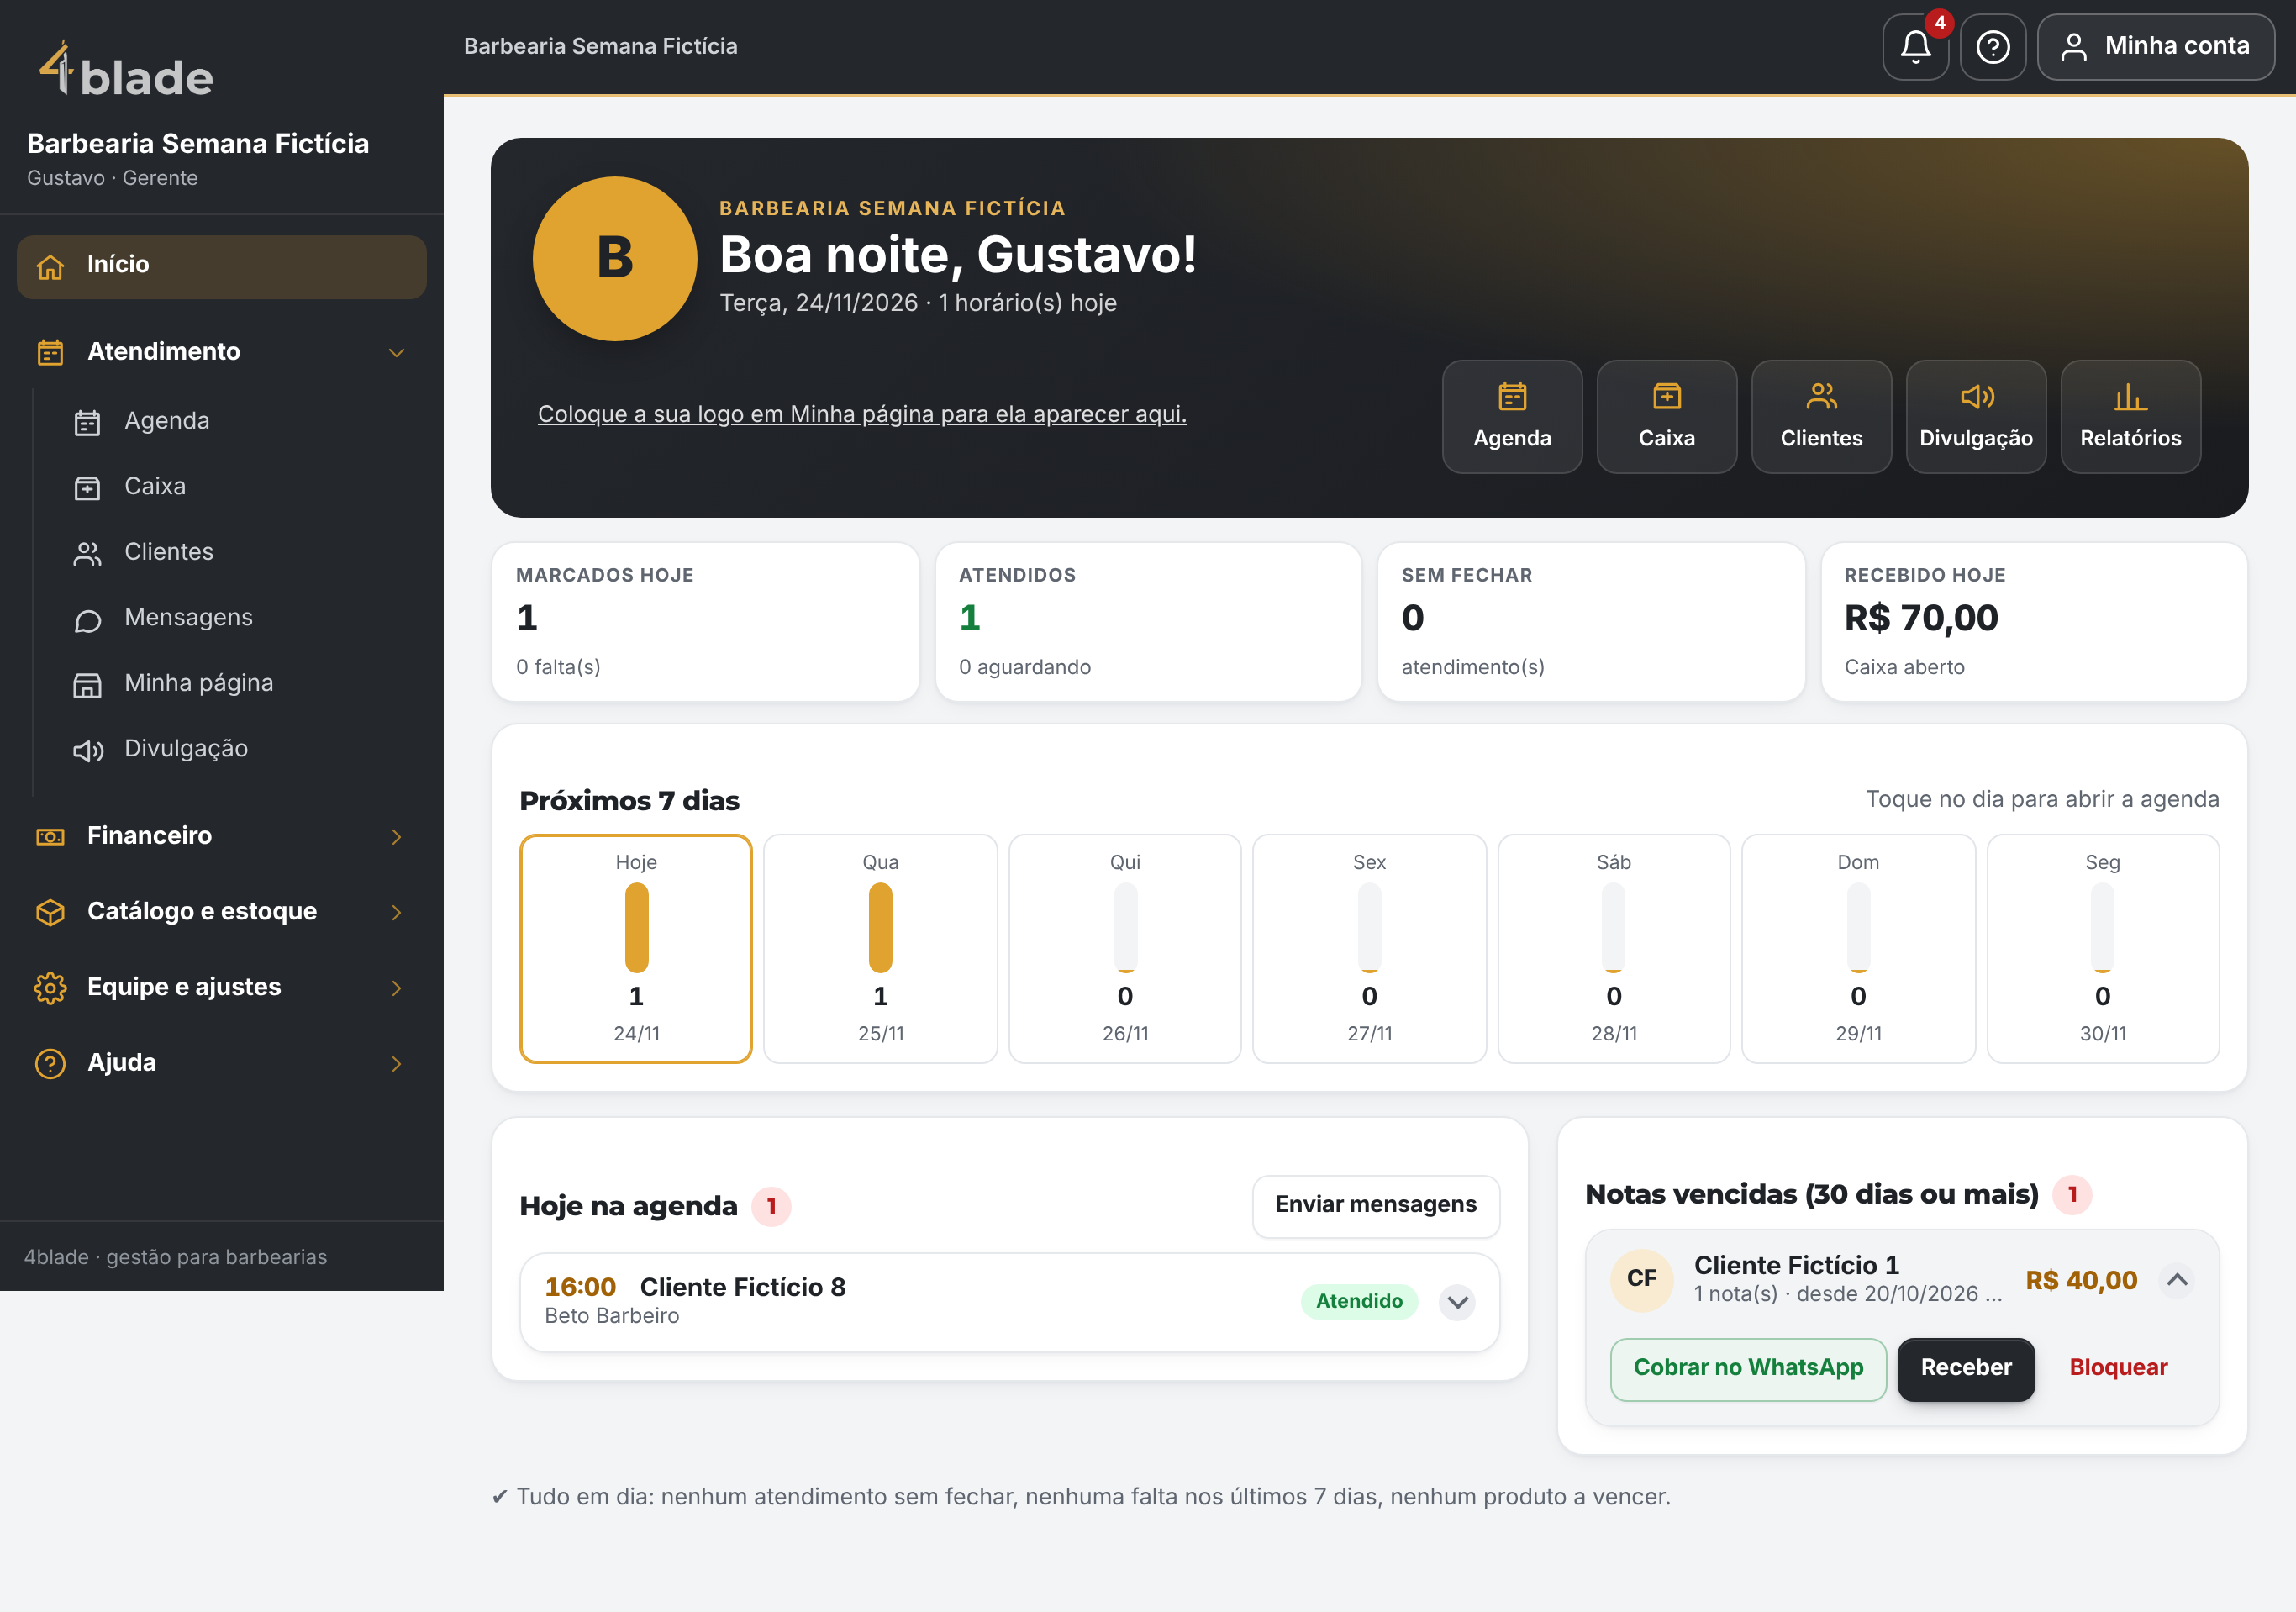 4blade
Barbearia Semana Fictícia
Gustavo · Gerente
Início
Atendimento
Agenda
Caixa
Clientes
Mensagens
Minha página
Divulgação
Financeiro
Catálogo e estoque
Equipe e ajustes
Ajuda
4blade · gestão para barbearias
Barbearia Semana Fictícia
4
Minha conta
B
BARBEARIA SEMANA FICTÍCIA
Boa noite, Gustavo!
Terça, 24/11/2026 · 1 horário(s) hoje
Coloque a sua logo em Minha página para ela aparecer aqui.
Agenda
Caixa
Clientes
Divulgação
Relatórios
MARCADOS HOJE
1
0 falta(s)
ATENDIDOS
1
0 aguardando
SEM FECHAR
0
atendimento(s)
RECEBIDO HOJE
R$ 70,00
Caixa aberto
Próximos 7 dias
Toque no dia para abrir a agenda
Hoje
1
24/11
Qua
1
25/11
Qui
0
26/11
Sex
0
27/11
Sáb
0
28/11
Dom
0
29/11
Seg
0
30/11
Hoje na agenda 1
Enviar mensagens
16:00 Cliente Fictício 8
Beto Barbeiro
Atendido
Notas vencidas (30 dias ou mais) 1
CF
Cliente Fictício 1
1 nota(s) · desde 20/10/2026 ...
R$ 40,00
Cobrar no WhatsApp
Receber
Bloquear
✔ Tudo em dia: nenhum atendimento sem fechar, nenhuma falta nos últimos 7 dias, nenhum produto a vencer.